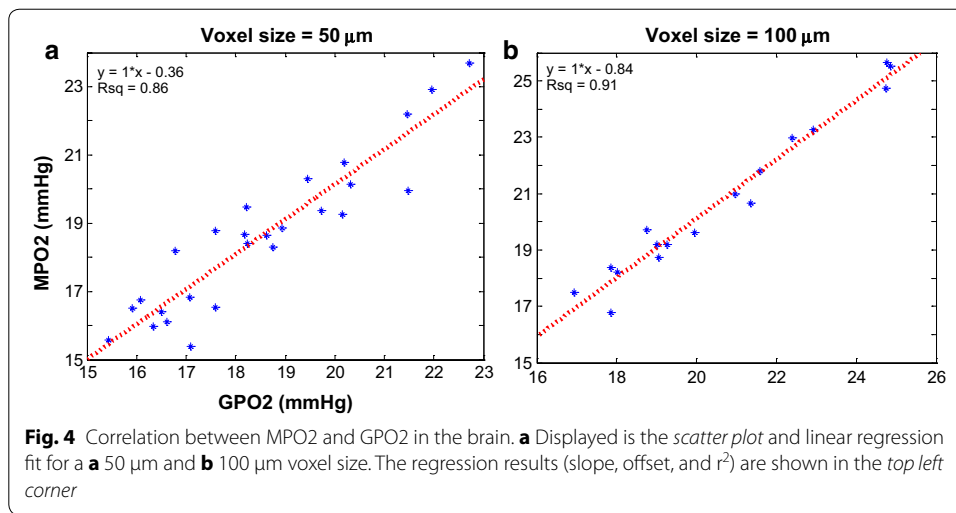 Voxel size = 50 μm
a
y = 1*x - 0.36
Rsq = 0.86
23
21
19
17
15
MPO2 (mmHg)
15 16 17 18 19 20 21 22 23
GPO2 (mmHg)
Voxel size = 100 μm
b
y = 1*x - 0.84
Rsq = 0.91
25
23
21
19
17
15
16 18 20 22 24 26
Fig. 4 Correlation between MPO2 and GPO2 in the brain. a Displayed is the scatter plot and linear regression
fit for a a 50 μm and b 100 μm voxel size. The regression results (slope, offset, and r²) are shown in the top left
corner